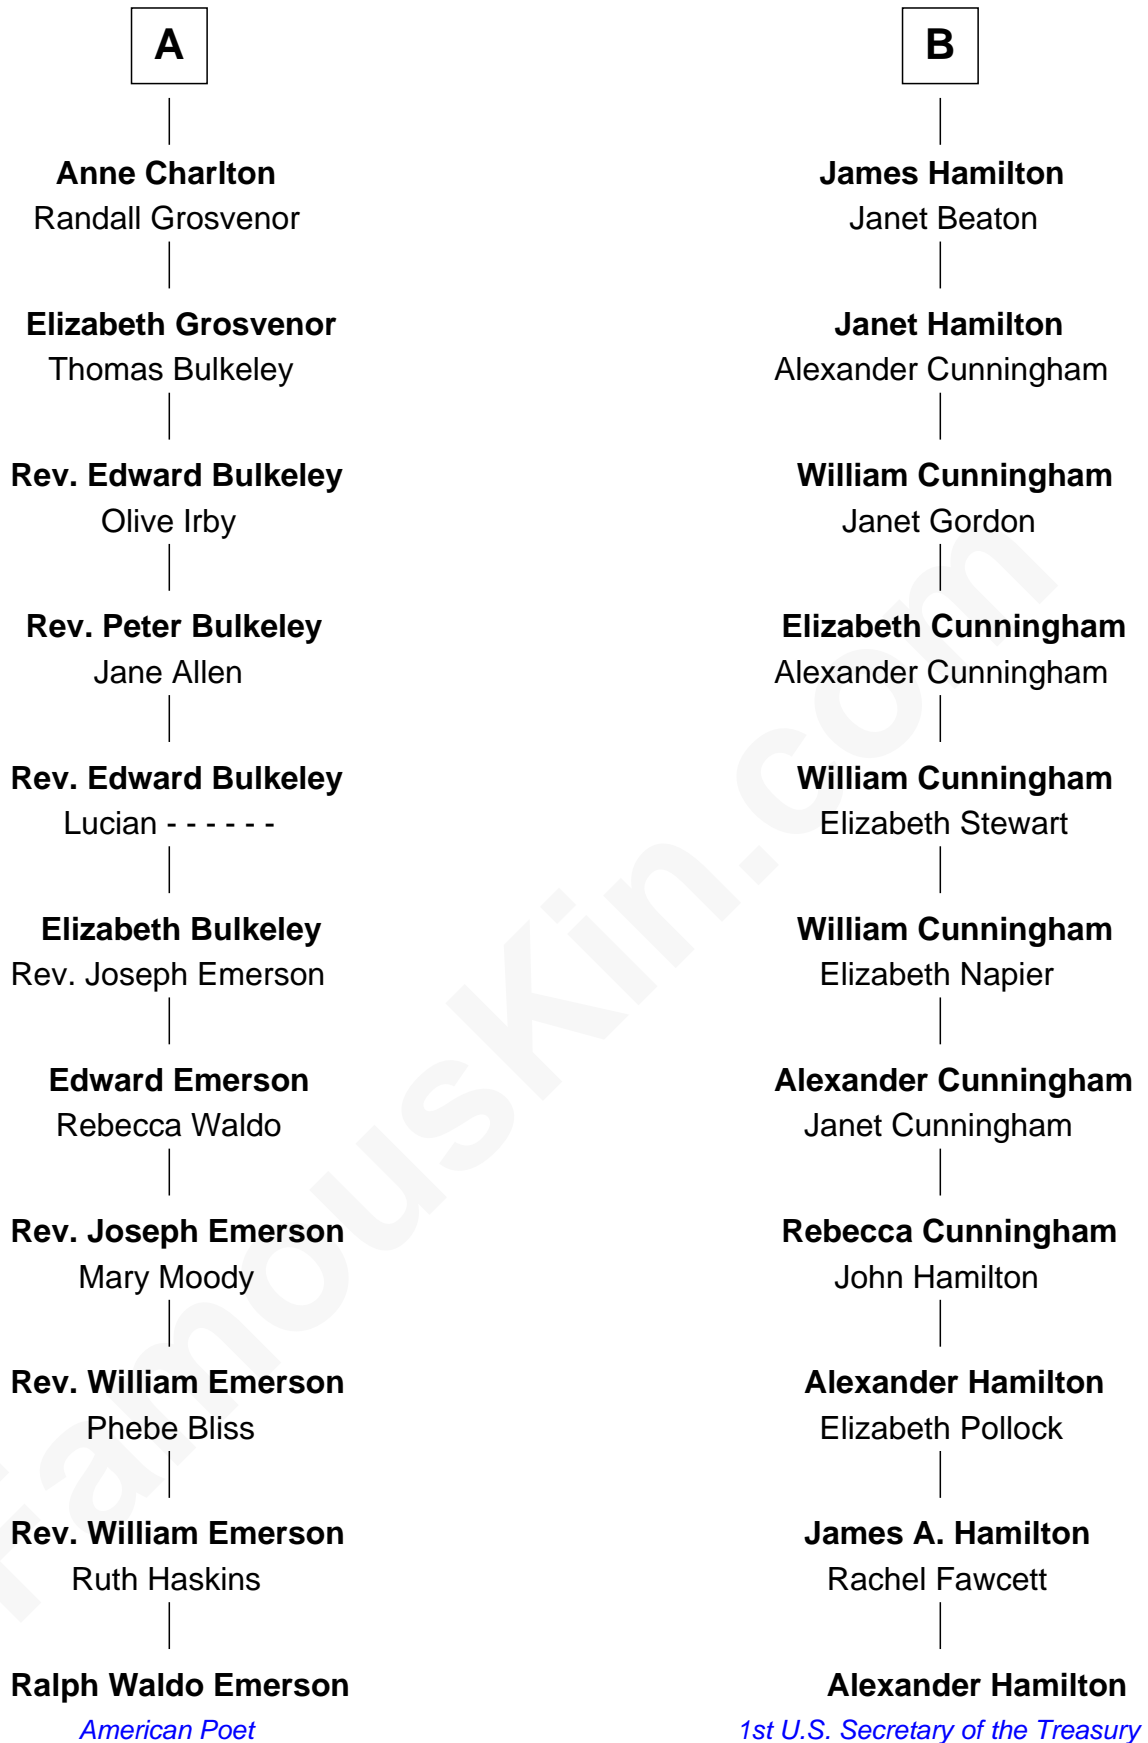 A
Anne Charlton
Randall Grosvenor
Elizabeth Grosvenor
Thomas Bulkeley
Rev. Edward Bulkeley
Olive Irby
Rev. Peter Bulkeley
Jane Allen
Rev. Edward Bulkeley
Lucian - - - - - -
Elizabeth Bulkeley
Rev. Joseph Emerson
Edward Emerson
Rebecca Waldo
Rev. Joseph Emerson
Mary Moody
Rev. William Emerson
Phebe Bliss
Rev. William Emerson
Ruth Haskins
Ralph Waldo Emerson
American Poet
B
James Hamilton
Janet Beaton
Janet Hamilton
Alexander Cunningham
William Cunningham
Janet Gordon
Elizabeth Cunningham
Alexander Cunningham
William Cunningham
Elizabeth Stewart
William Cunningham
Elizabeth Napier
Alexander Cunningham
Janet Cunningham
Rebecca Cunningham
John Hamilton
Alexander Hamilton
Elizabeth Pollock
James A. Hamilton
Rachel Fawcett
Alexander Hamilton
1st U.S. Secretary of the Treasury
FamousKin.com